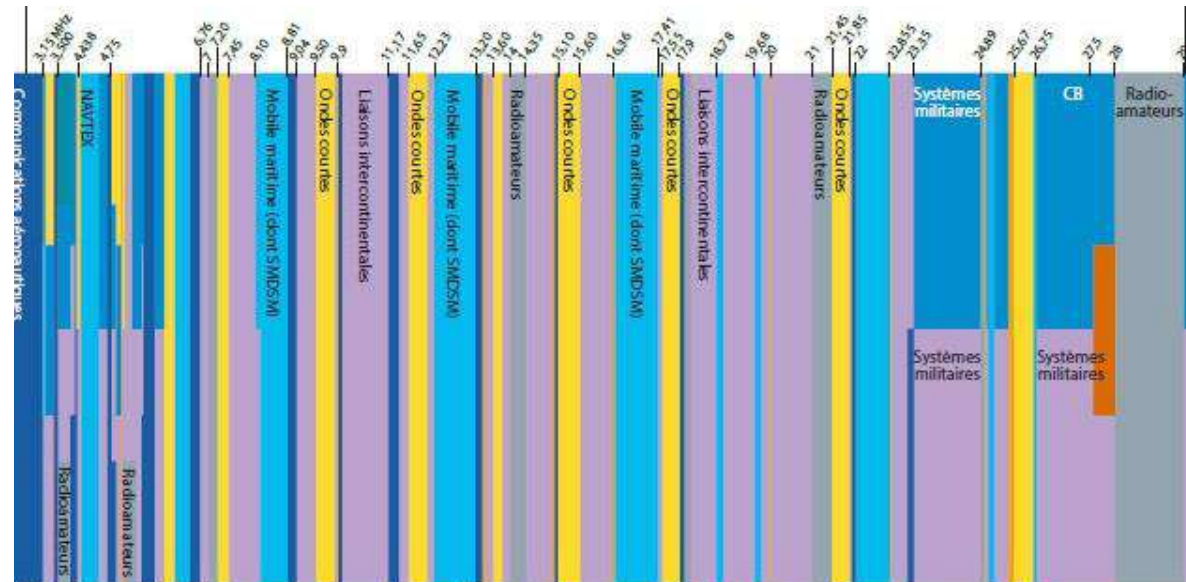 3,15 MHz
3,500
4,438
4,75
6,76
7
7,20
7,45
8,10
8,81
9,04
9,50
9,9
11,17
11,65
12,23
13,20
13,60
14
14,35
15,10
15,60
16,36
17,41
17,55
17,9
18,78
19,68
20
21
21,45
21,85
22
22,855
23,35
24,89
25,67
26,75
27,5
28
Communications aéronautiques
NAVTEX
Mobile maritime (dont SMDSM)
Ondes courtes
Liaisons intercontinentales
Ondes courtes
Mobile maritime (dont SMDSM)
Radioamateurs
Ondes courtes
Mobile maritime (dont SMDSM)
Ondes courtes
Liaisons intercontinentales
Radioamateurs
Ondes courtes
Systèmes
militaires
CB
Radio-
amateurs
Systèmes
militaires
Systèmes
militaires
Radioamateurs
Radioamateurs